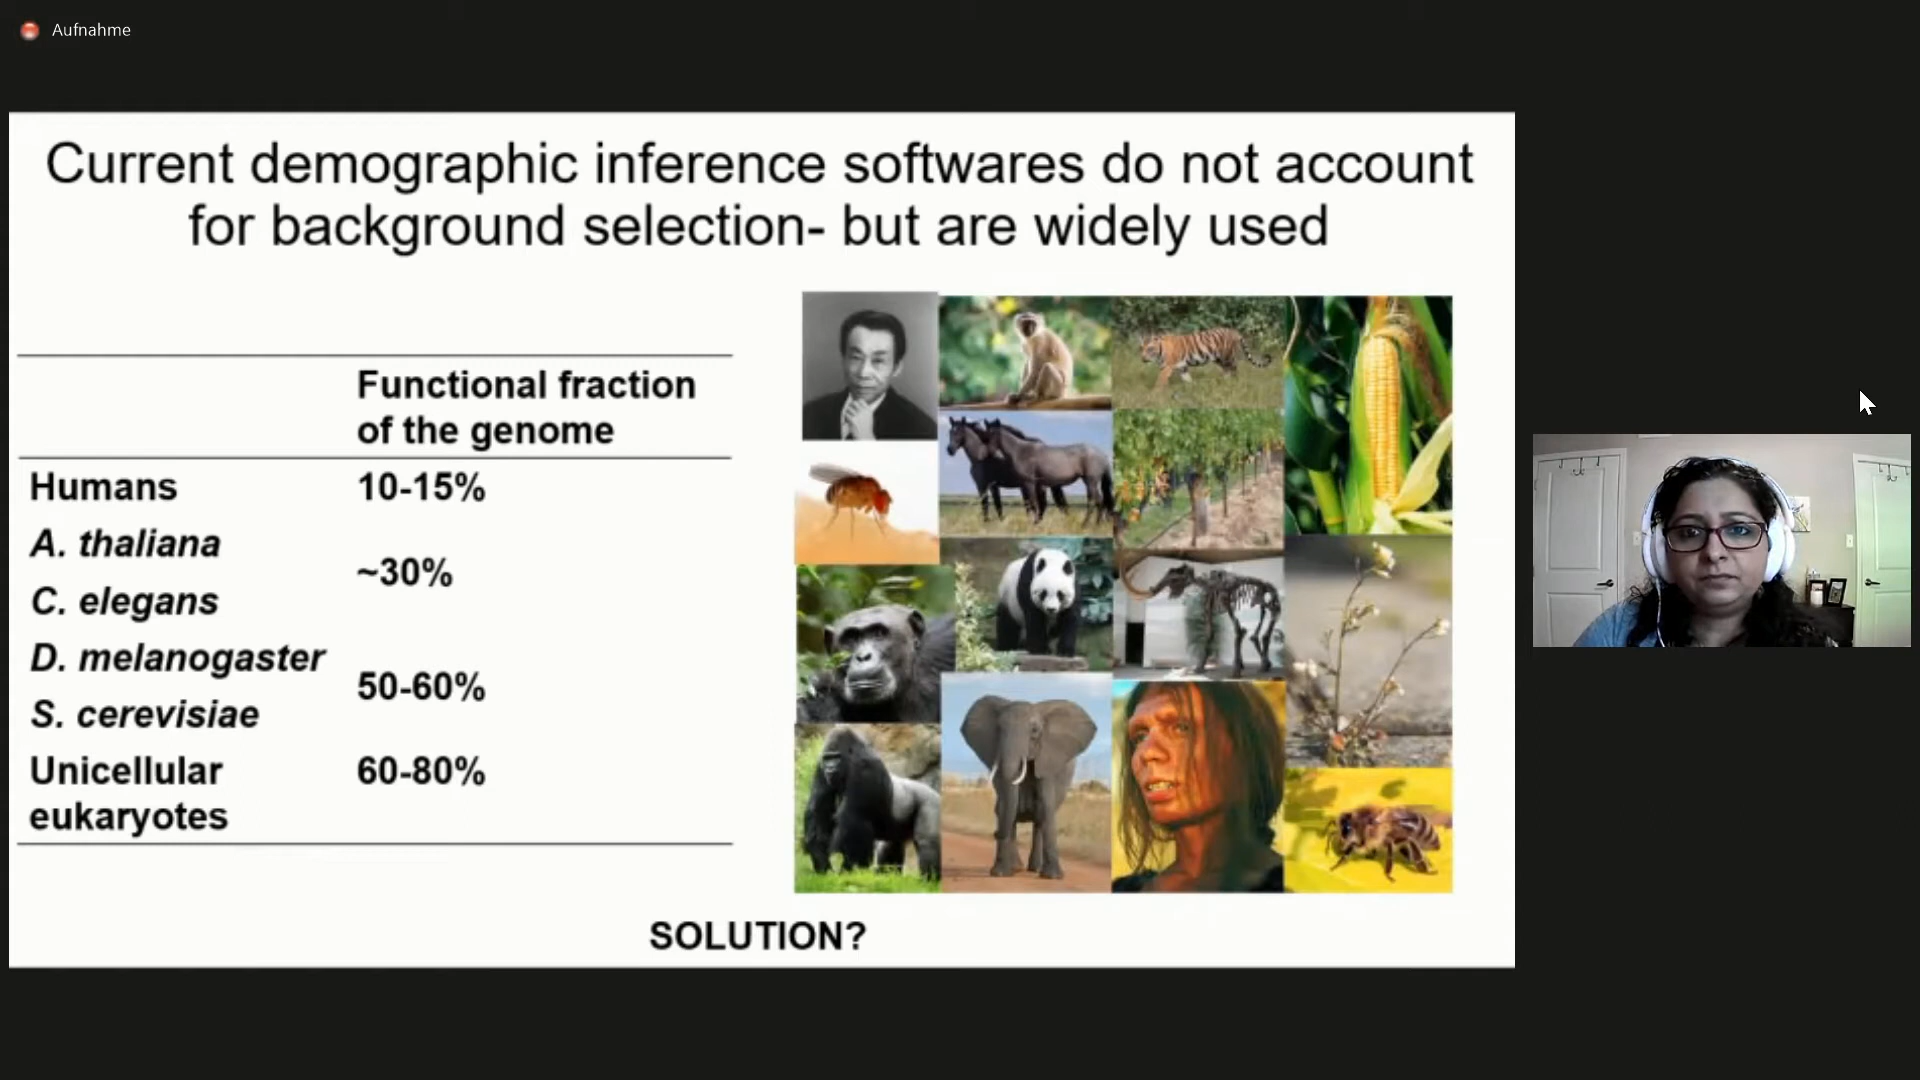 Aufnahme
Current demographic inference softwares do not account
for background selection- but are widely used
Functional fraction
of the genome
Humans 10-15%
A. thaliana
~30%
C. elegans
D. melanogaster
50-60%
S. cerevisiae
Unicellular 60-80%
eukaryotes
SOLUTION?